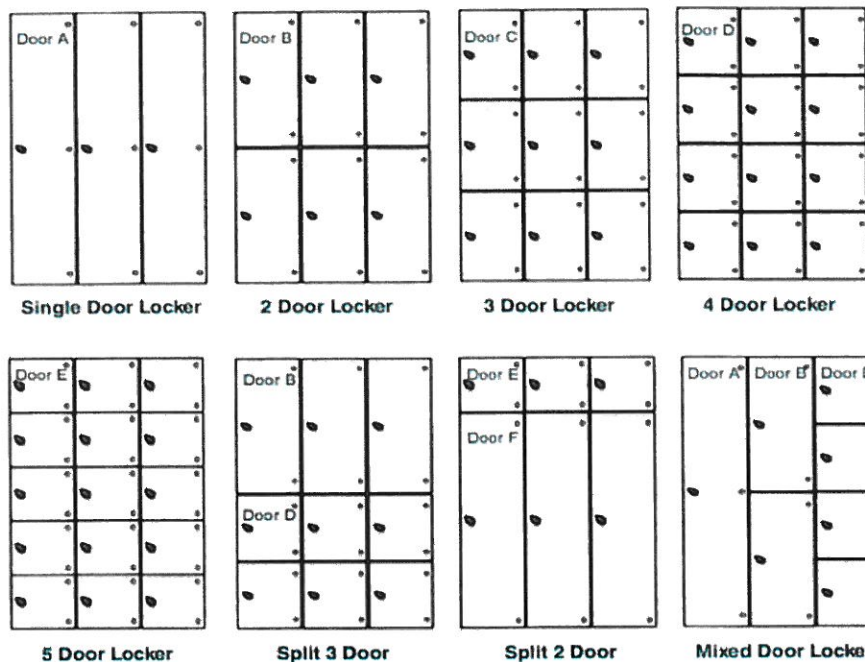 Door A
Door B
Door C
Door D
Single Door Locker
2 Door Locker
3 Door Locker
4 Door Locker
Door E
Door B
Door E
Door A
Door B
Door
Door F
Door D
5 Door Locker
Split 3 Door
Split 2 Door
Mixed Door Locke